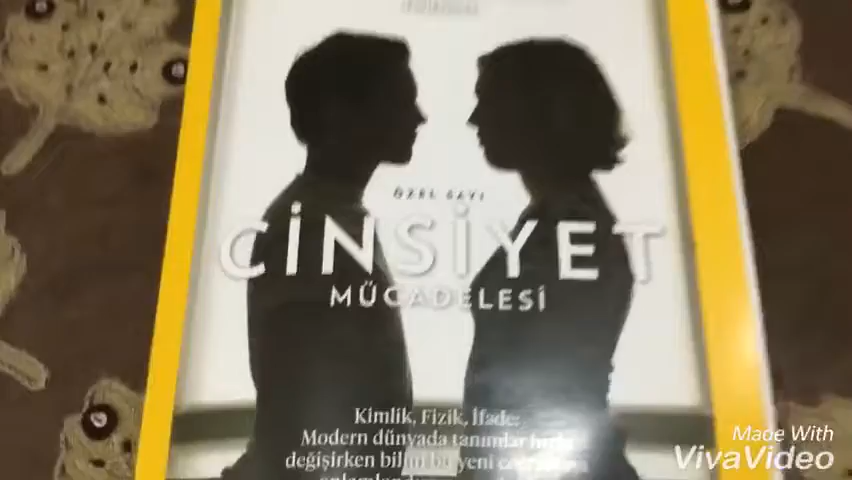 ÖZEL SAYI
CİNSİYET
MÜCADELESİ
Kimlik, Fizik, İfade:
Modern dünyada tanımlar
değişirken bilim bu yeni
Made With
VivaVideo